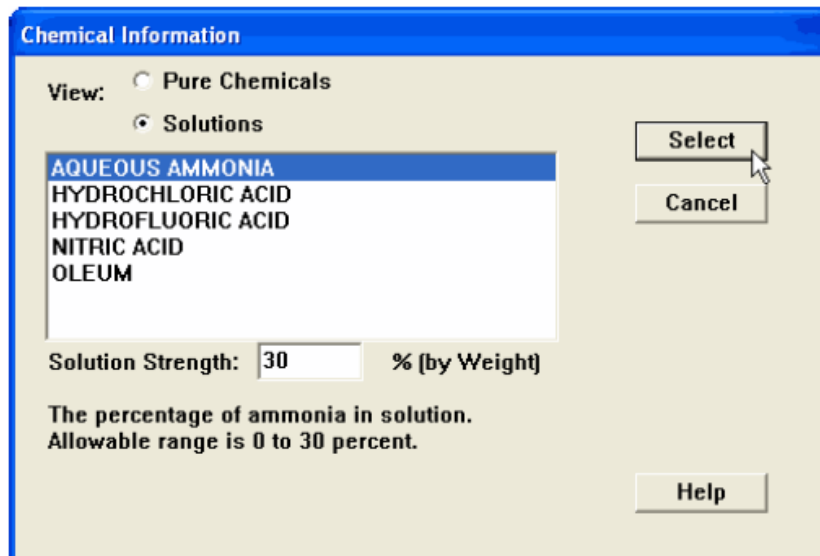 Chemical Information
View:
Pure Chemicals
Solutions
AQUEOUS AMMONIA
HYDROCHLORIC ACID
HYDROFLUORIC ACID
NITRIC ACID
OLEUM
Select
Cancel
Solution Strength: 30 % (by Weight)
The percentage of ammonia in solution.
Allowable range is 0 to 30 percent.
Help